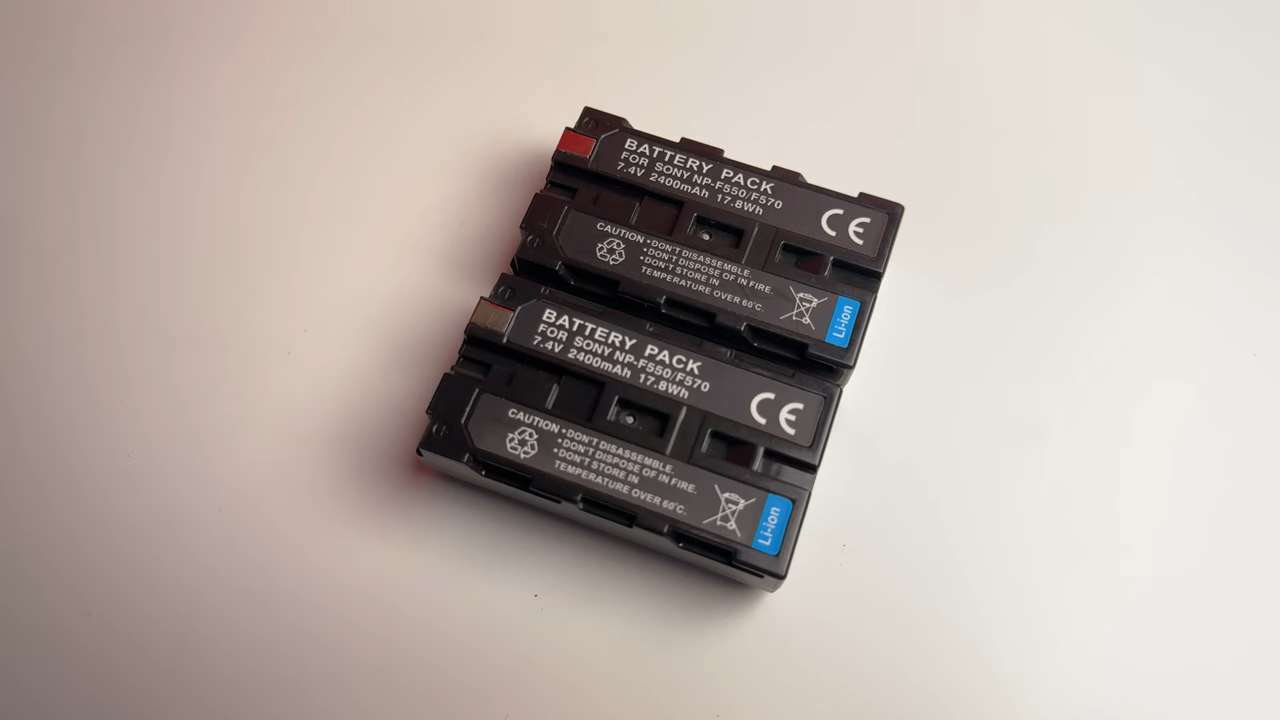 BATTERY PACK
FOR SONY NP-F550/F570
7.4V 2400mAh 17.8Wh
CE
CAUTION •DON'T DISASSEMBLE.
•DON'T DISPOSE OF IN FIRE.
•DON'T STORE IN
TEMPERATURE OVER 60°C.
Li-ion
BATTERY PACK
FOR SONY NP-F550/F570
7.4V 2400mAh 17.8Wh
CE
CAUTION •DON'T DISASSEMBLE.
•DON'T DISPOSE OF IN FIRE.
•DON'T STORE IN
TEMPERATURE OVER 60°C.
Li-ion